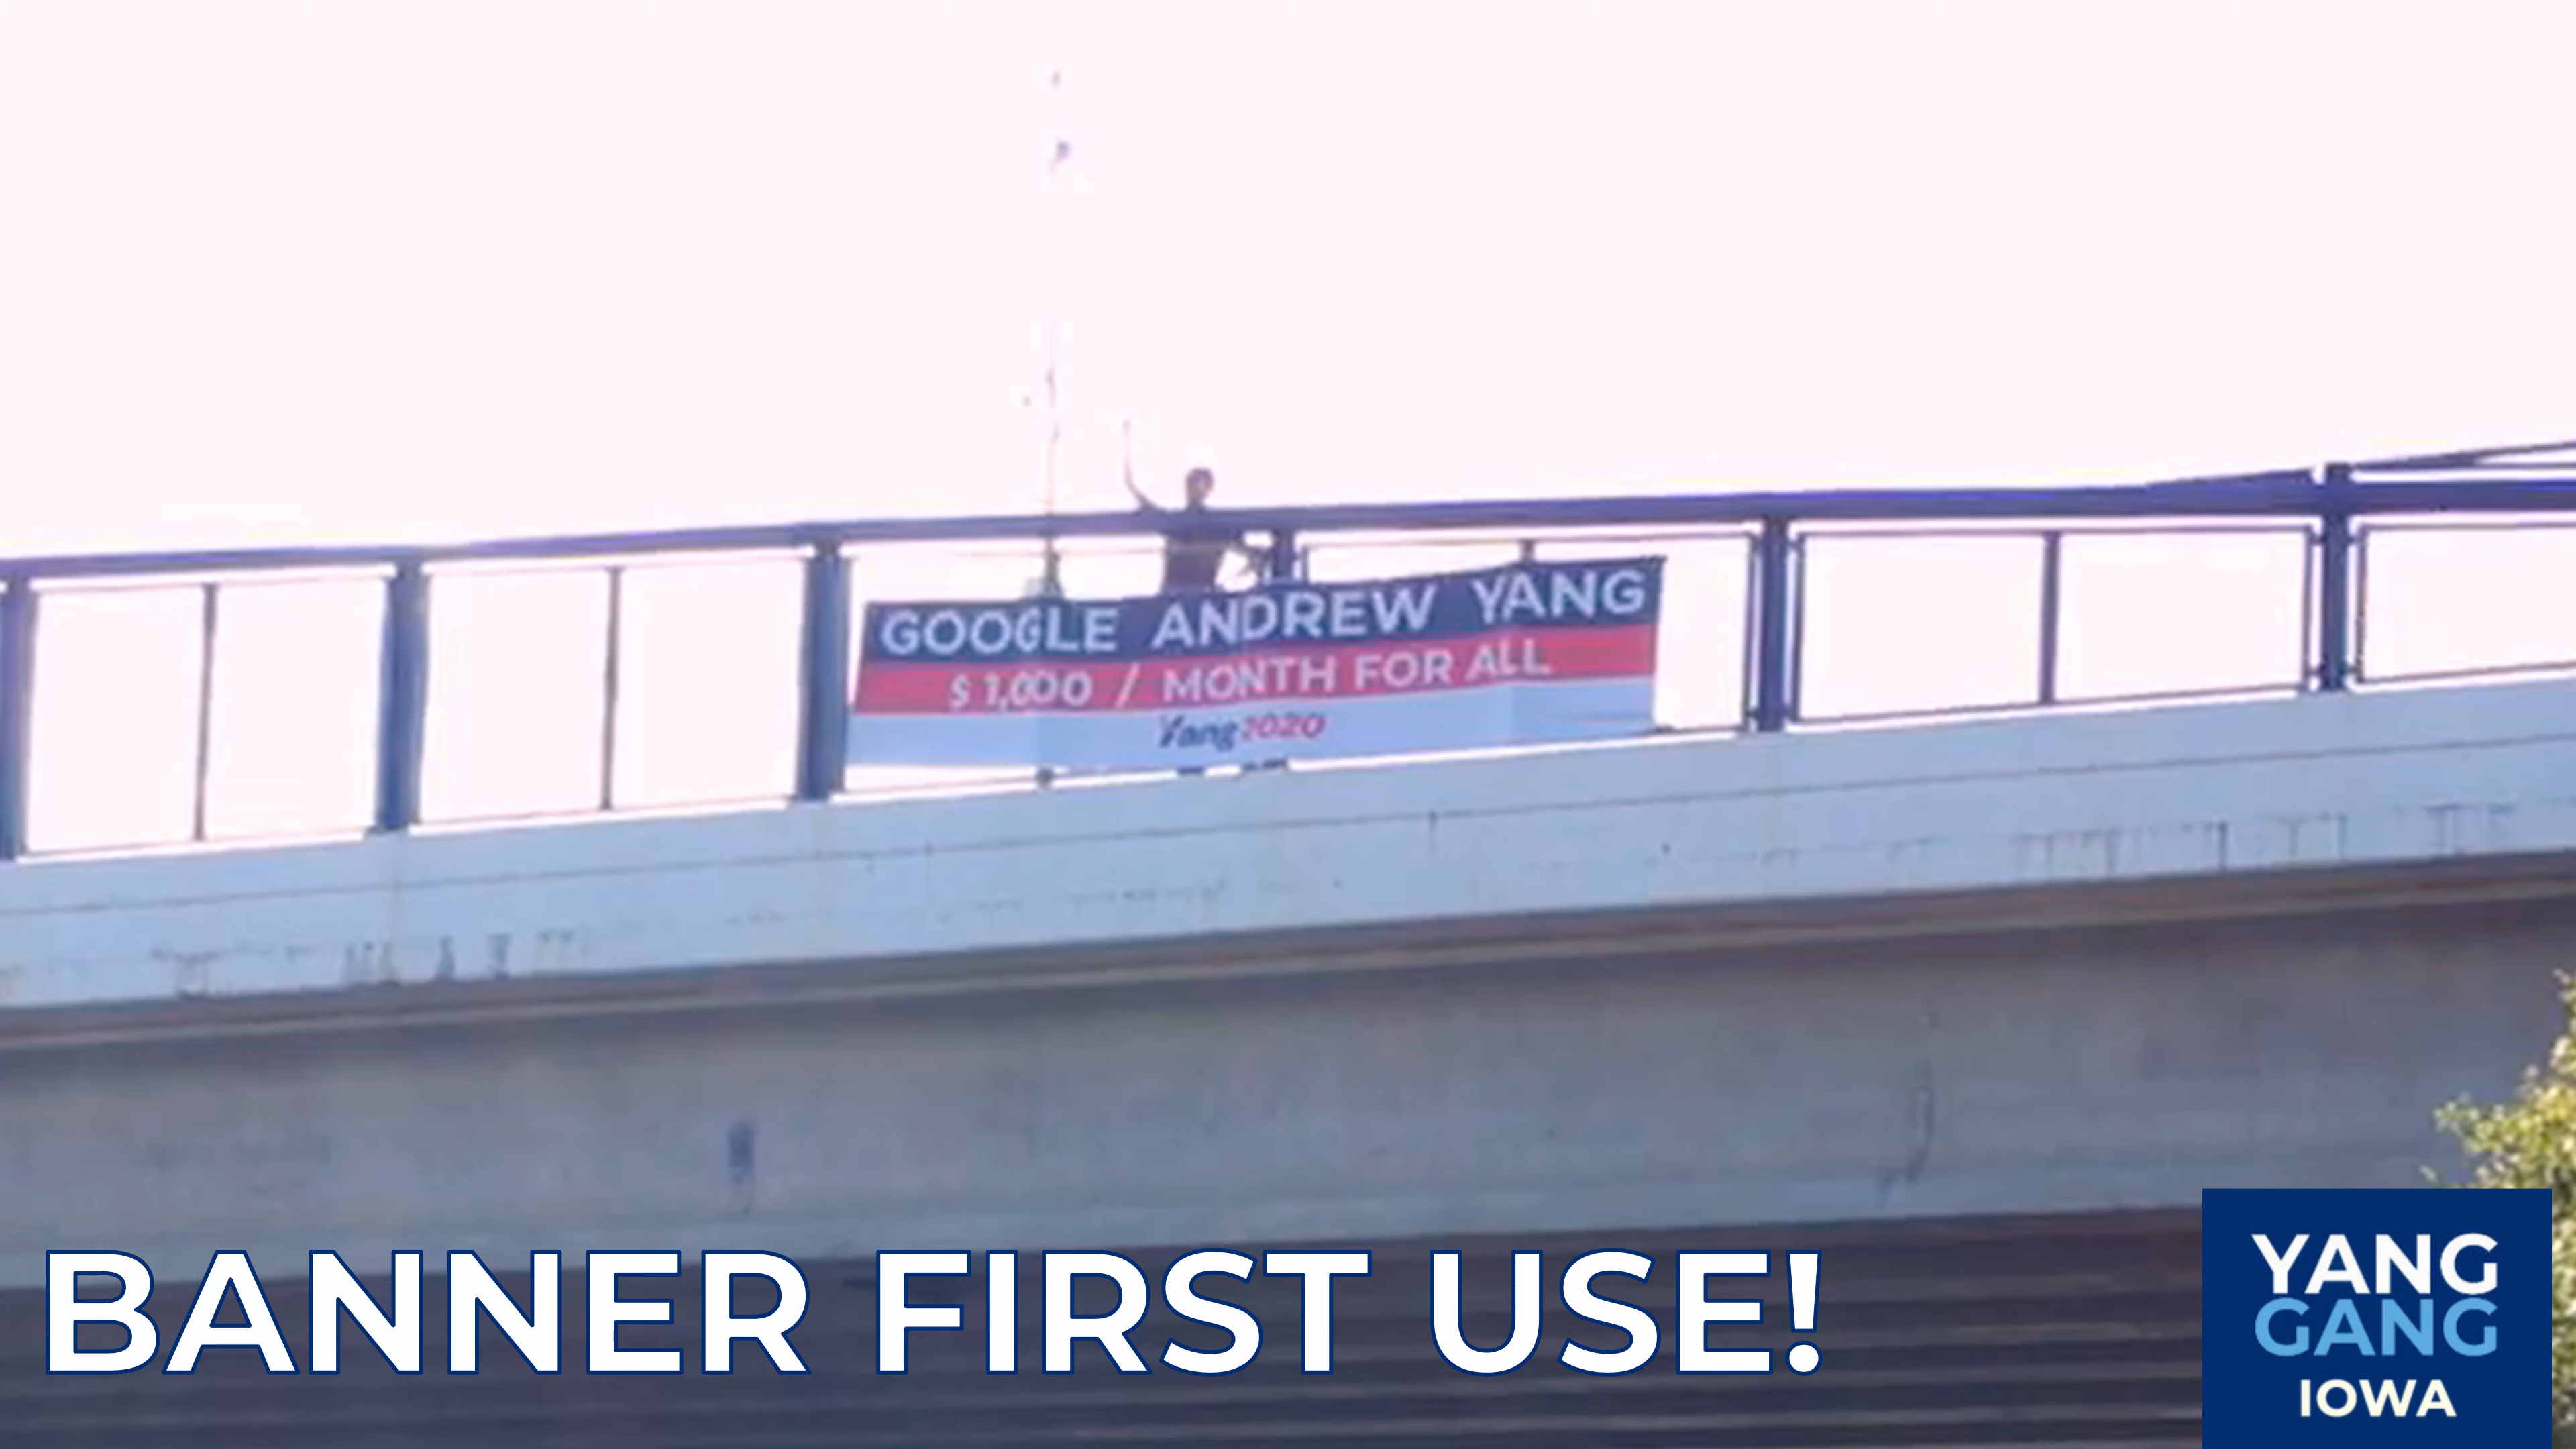 GOOGLE ANDREW YANG
$ 1,000 / MONTH FOR ALL
Yang2020
BANNER FIRST USE!
YANG
GANG
IOWA